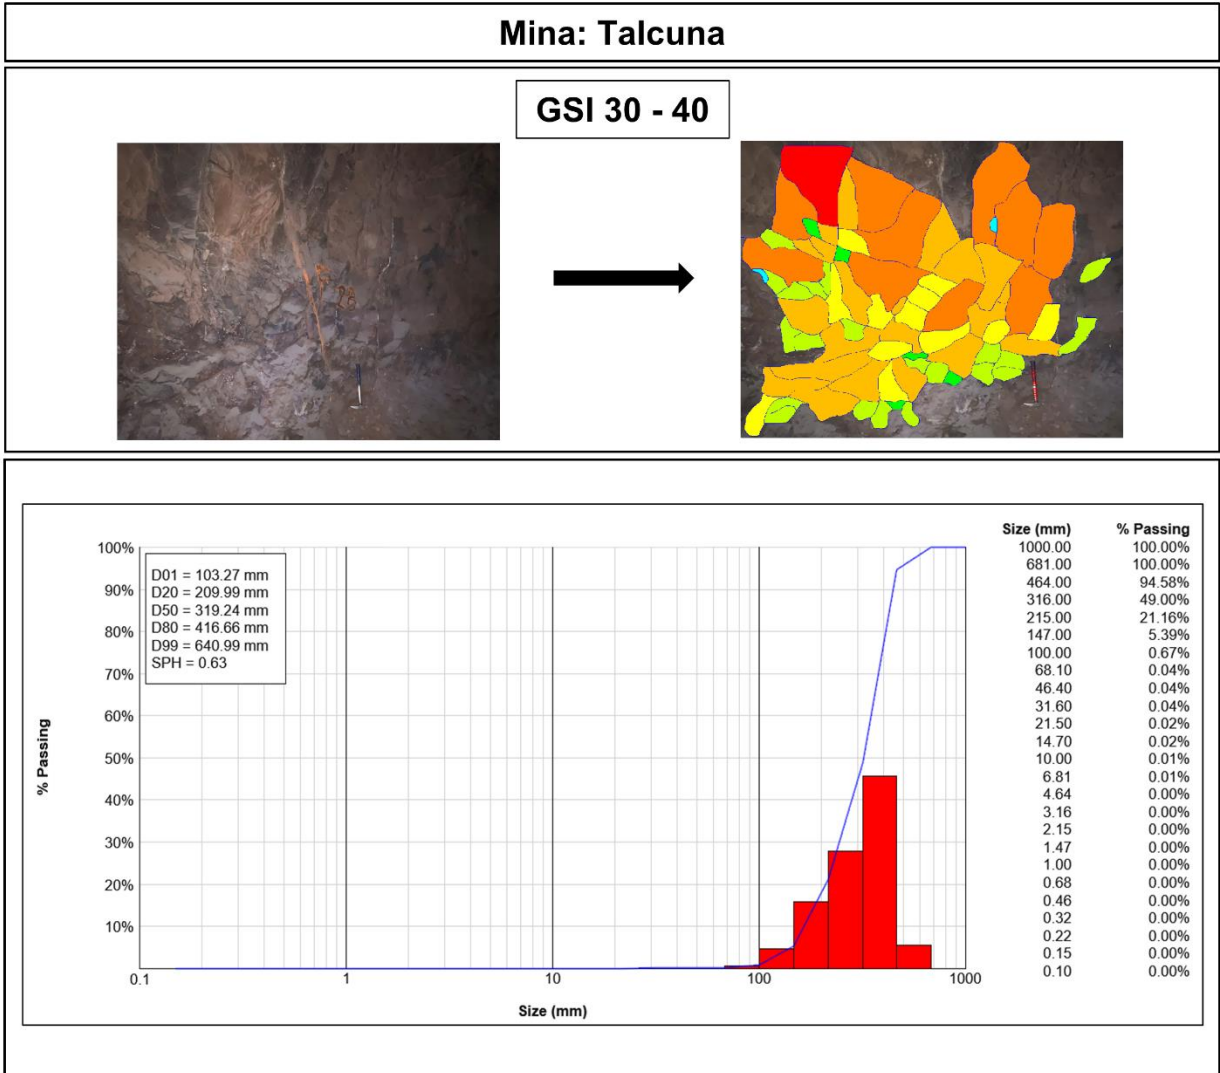 Mina: Talcuna
GSI 30 - 40
D01 = 103.27 mm
D20 = 209.99 mm
D50 = 319.24 mm
D80 = 416.66 mm
D99 = 640.99 mm
SPH = 0.63
100%
90%
80%
70%
60%
50%
40%
30%
20%
10%
% Passing
0.1 1 10 100 1000
Size (mm)
Size (mm) % Passing
1000.00 100.00%
681.00 100.00%
464.00 94.58%
316.00 49.00%
215.00 21.16%
147.00 5.39%
100.00 0.67%
68.10 0.04%
46.40 0.04%
31.60 0.04%
21.50 0.02%
14.70 0.02%
10.00 0.01%
6.81 0.01%
4.64 0.00%
3.16 0.00%
2.15 0.00%
1.47 0.00%
1.00 0.00%
0.68 0.00%
0.46 0.00%
0.32 0.00%
0.22 0.00%
0.15 0.00%
0.10 0.00%